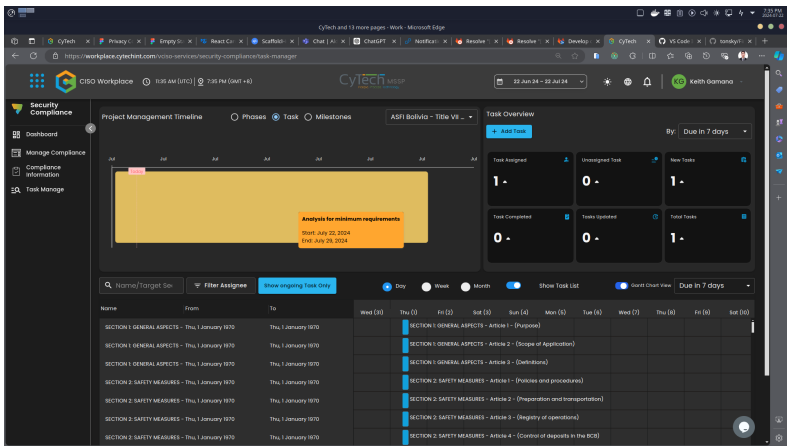 CyTech and 13 more pages - Work - Microsoft Edge
7:35 PM
2024-07-22
Privacy
Empty St
React Ca
Scaffold
Chat | A
ChatGPT
Notificati
Resolve
Resolve
Develop
CyTech
VS Code
tonsky/Fi
https://workplace.cytechint.com/vciso-services/security-compliance/task-manager
CISO Workplace
11:35 AM (UTC)
7:35 PM (GMT +8)
CyTech MDSP
22 Jun 24 - 22 Jul 24
KG
Keith Gamana
Security Compliance
Dashboard
Manage Compliance
Compliance Information
Task Manage
Project Management Timeline
Phases
Task
Milestones
ASFI Bolivia - Title VII ...
Jul Jul Jul Jul Jul Jul Jul Jul
Today
Analysis for minimum requirements
Start: July 22, 2024
End: July 29, 2024
Task Overview
+ Add Task
By:
Due in 7 days
Task Assigned
1 -
Unassigned Task
0 -
New Tasks
1 -
Task Completed
0 -
Tasks Updated
0 -
Total Tasks
1 -
Name/Target Sec
Filter Assignee
Show ongoing Task Only
Day
Week
Month
Show Task List
Gantt Chart View
Due in 7 days
Name From To
Wed (31) Thu (1) Fri (2) Sat (3) Sun (4) Mon (5) Tue (6) Wed (7) Thu (8) Fri (9) Sat (10)
SECTION 1: GENERAL ASPECTS - Thu, 1 January 1970 Thu, 1 January 1970
SECTION 1: GENERAL ASPECTS - Article 1 - (Purpose)
SECTION 1: GENERAL ASPECTS - Thu, 1 January 1970 Thu, 1 January 1970
SECTION 1: GENERAL ASPECTS - Article 2 - (Scope of Application)
SECTION 1: GENERAL ASPECTS - Thu, 1 January 1970 Thu, 1 January 1970
SECTION 1: GENERAL ASPECTS - Article 3 - (Definitions)
SECTION 2: SAFETY MEASURES - Thu, 1 January 1970 Thu, 1 January 1970
SECTION 2: SAFETY MEASURES - Article 1 - (Policies and procedures)
SECTION 2: SAFETY MEASURES - Thu, 1 January 1970 Thu, 1 January 1970
SECTION 2: SAFETY MEASURES - Article 2 - (Preparation and transportation)
SECTION 2: SAFETY MEASURES - Thu, 1 January 1970 Thu, 1 January 1970
SECTION 2: SAFETY MEASURES - Article 3 - (Registry of operations)
SECTION 2: SAFETY MEASURES - Thu, 1 January 1970 Thu, 1 January 1970
SECTION 2: SAFETY MEASURES - Article 4 - (Control of deposits in the BCB)